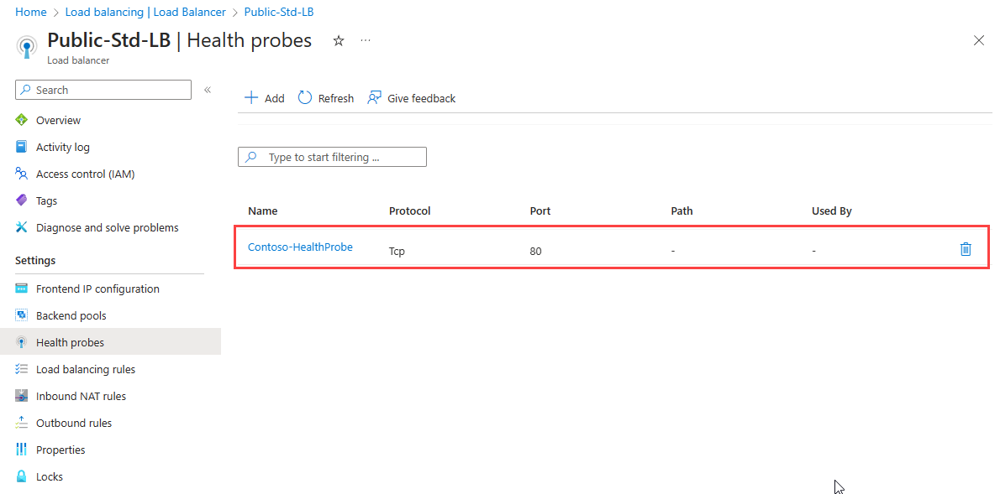 Home > Load balancing | Load Balancer > Public-Std-LB
Public-Std-LB | Health probes
Load balancer
Search
Overview
Activity log
Access control (IAM)
Tags
Diagnose and solve problems
Settings
Frontend IP configuration
Backend pools
Health probes
Load balancing rules
Inbound NAT rules
Outbound rules
Properties
Locks
Add Refresh Give feedback
Type to start filtering ...
Name Protocol Port Path Used By
Contoso-HealthProbe Tcp 80 - -